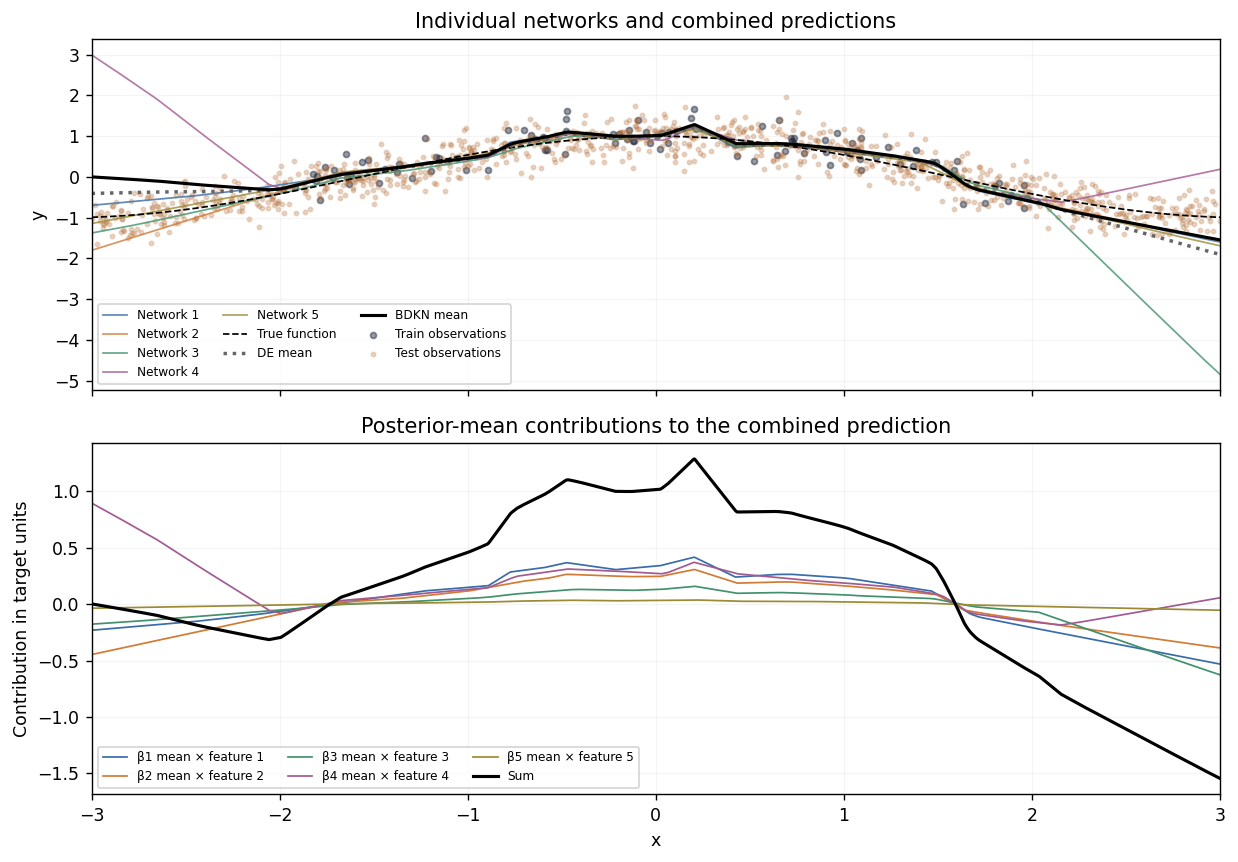 Individual networks and combined predictions
3
2
1
0
−1
−2
−3
−4
−5
y
Network 1
Network 2
Network 3
Network 4
Network 5
True function
DE mean
BDKN mean
Train observations
Test observations
Posterior-mean contributions to the combined prediction
1.0
0.5
0.0
−0.5
−1.0
−1.5
Contribution in target units
β1 mean × feature 1
β2 mean × feature 2
β3 mean × feature 3
β4 mean × feature 4
β5 mean × feature 5
Sum
−3
−2
−1
0
1
2
3
x